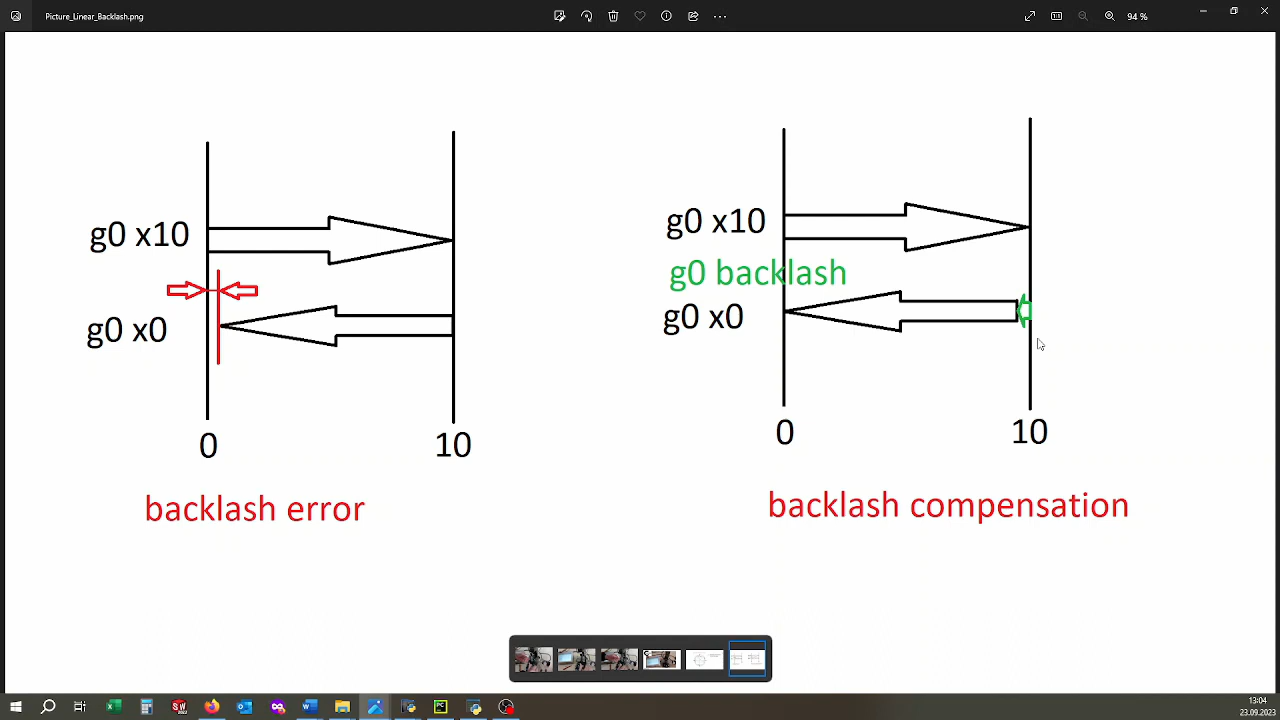 Picture_Linear_Backlash.png
94 %
g0 x10
g0 x0
0
10
backlash error
g0 x10
g0 backlash
g0 x0
0
10
backlash compensation
13:04
23.09.2023